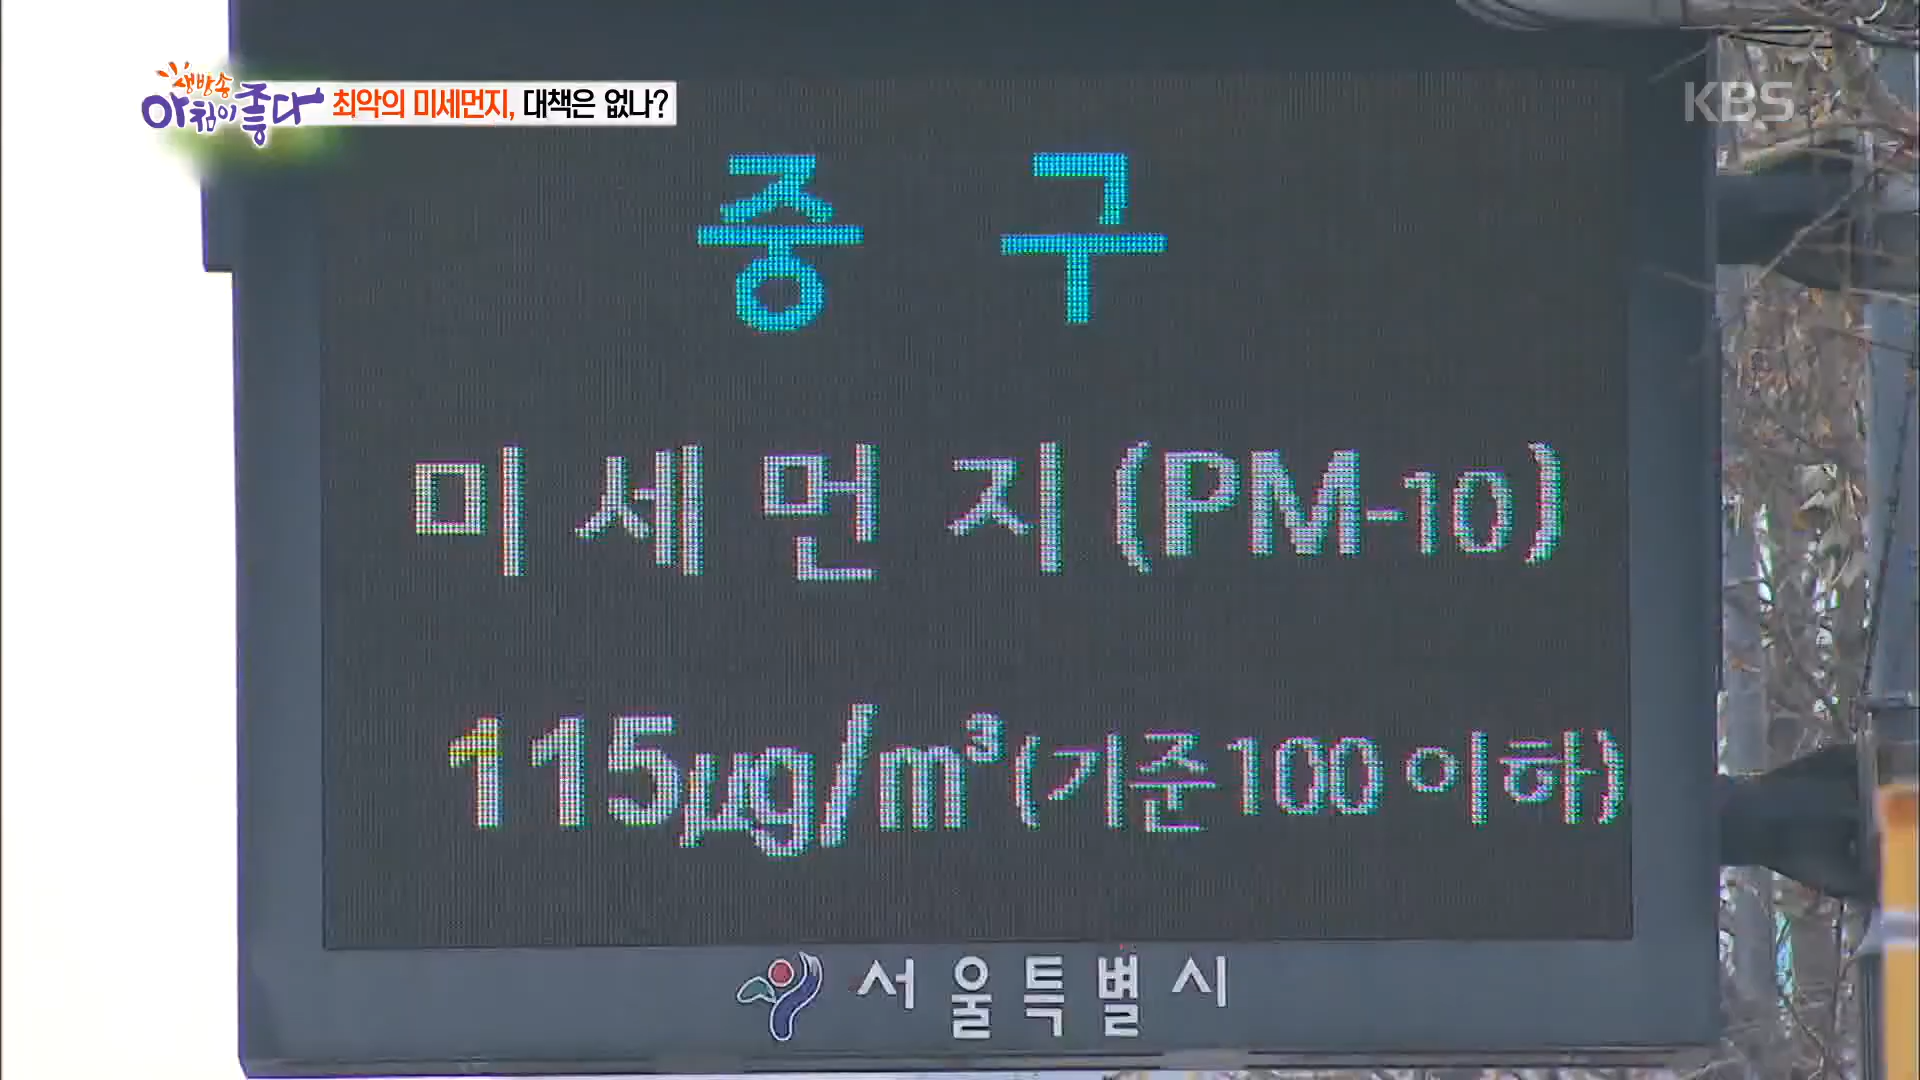 생방송
아침이 좋다
최악의 미세먼지, 대책은 없나?
KBS
중 구
미세먼지(PM-10)
115㎍/m³(기준100이하)
서울특별시